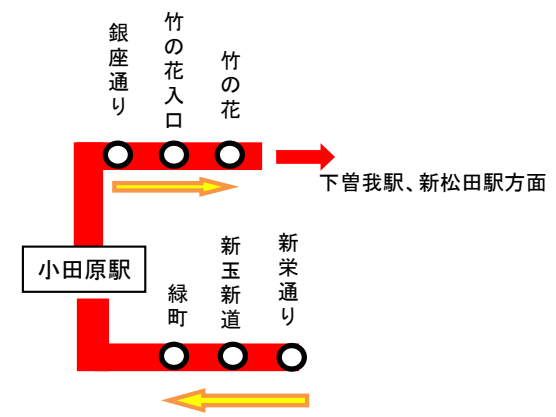 銀座通り
竹の花入口
竹の花
下曽我駅、新松田駅方面
小田原駅
緑町
新玉新道
新栄通り